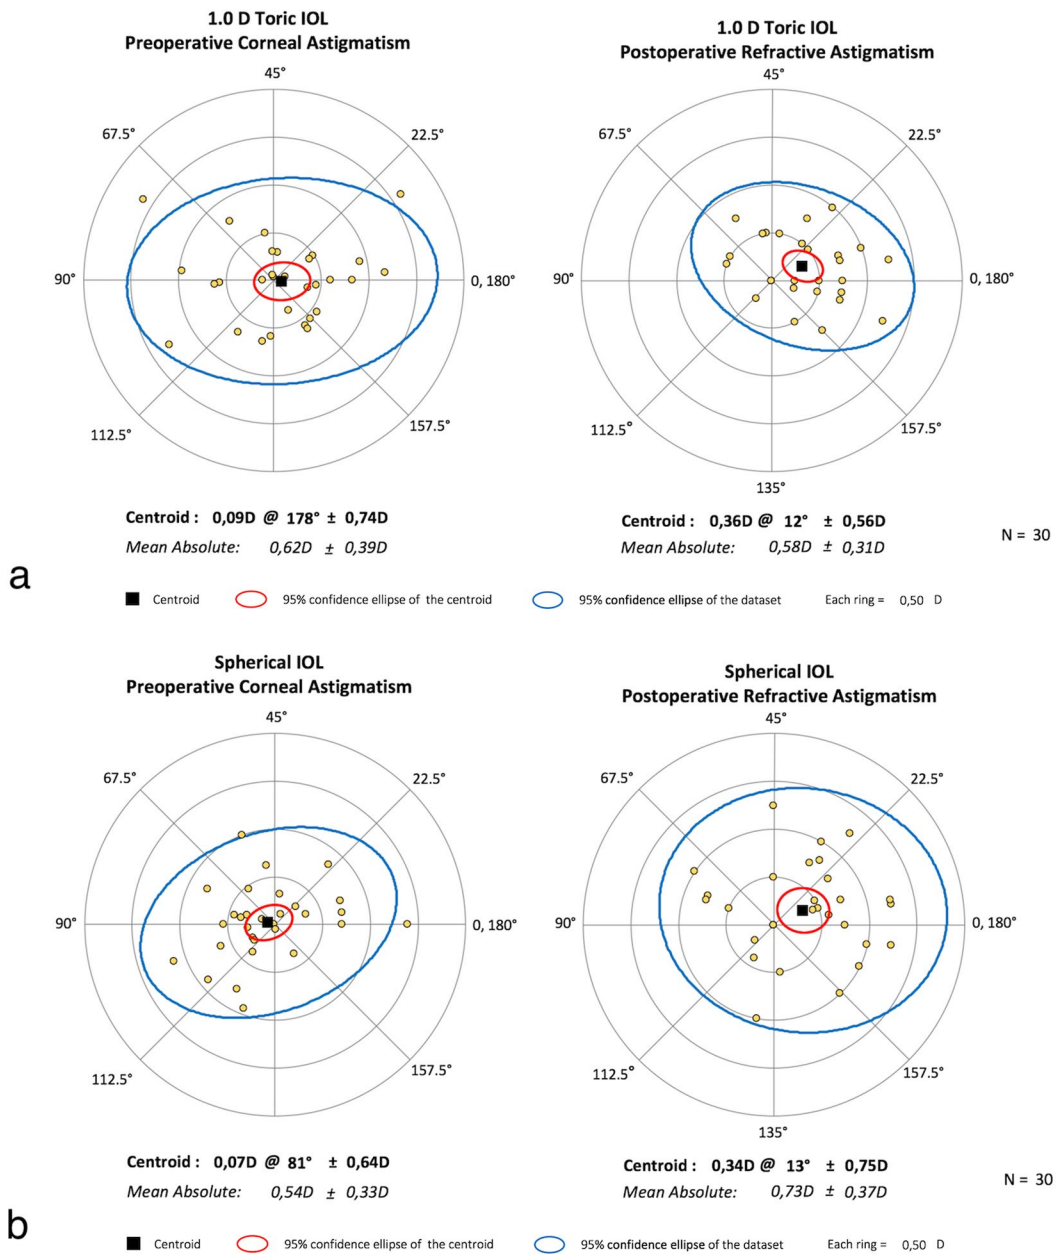 1.0 D Toric IOL
Preoperative Corneal Astigmatism
45°
67.5°
22.5°
90°
0, 180°
112.5°
157.5°
Centroid : 0,09D @ 178° ± 0,74D
Mean Absolute: 0,62D ± 0,39D
1.0 D Toric IOL
Postoperative Refractive Astigmatism
45°
67.5°
22.5°
90°
0, 180°
112.5°
157.5°
135°
Centroid : 0,36D @ 12° ± 0,56D
Mean Absolute: 0,58D ± 0,31D
N = 30
a
Centroid 95% confidence ellipse of the centroid 95% confidence ellipse of the dataset Each ring = 0,50 D
Spherical IOL
Preoperative Corneal Astigmatism
45°
67.5°
22.5°
90°
0, 180°
112.5°
157.5°
Centroid : 0,07D @ 81° ± 0,64D
Mean Absolute: 0,54D ± 0,33D
Spherical IOL
Postoperative Refractive Astigmatism
45°
67.5°
22.5°
90°
0, 180°
112.5°
157.5°
135°
Centroid : 0,34D @ 13° ± 0,75D
Mean Absolute: 0,73D ± 0,37D
N = 30
b
Centroid 95% confidence ellipse of the centroid 95% confidence ellipse of the dataset Each ring = 0,50 D